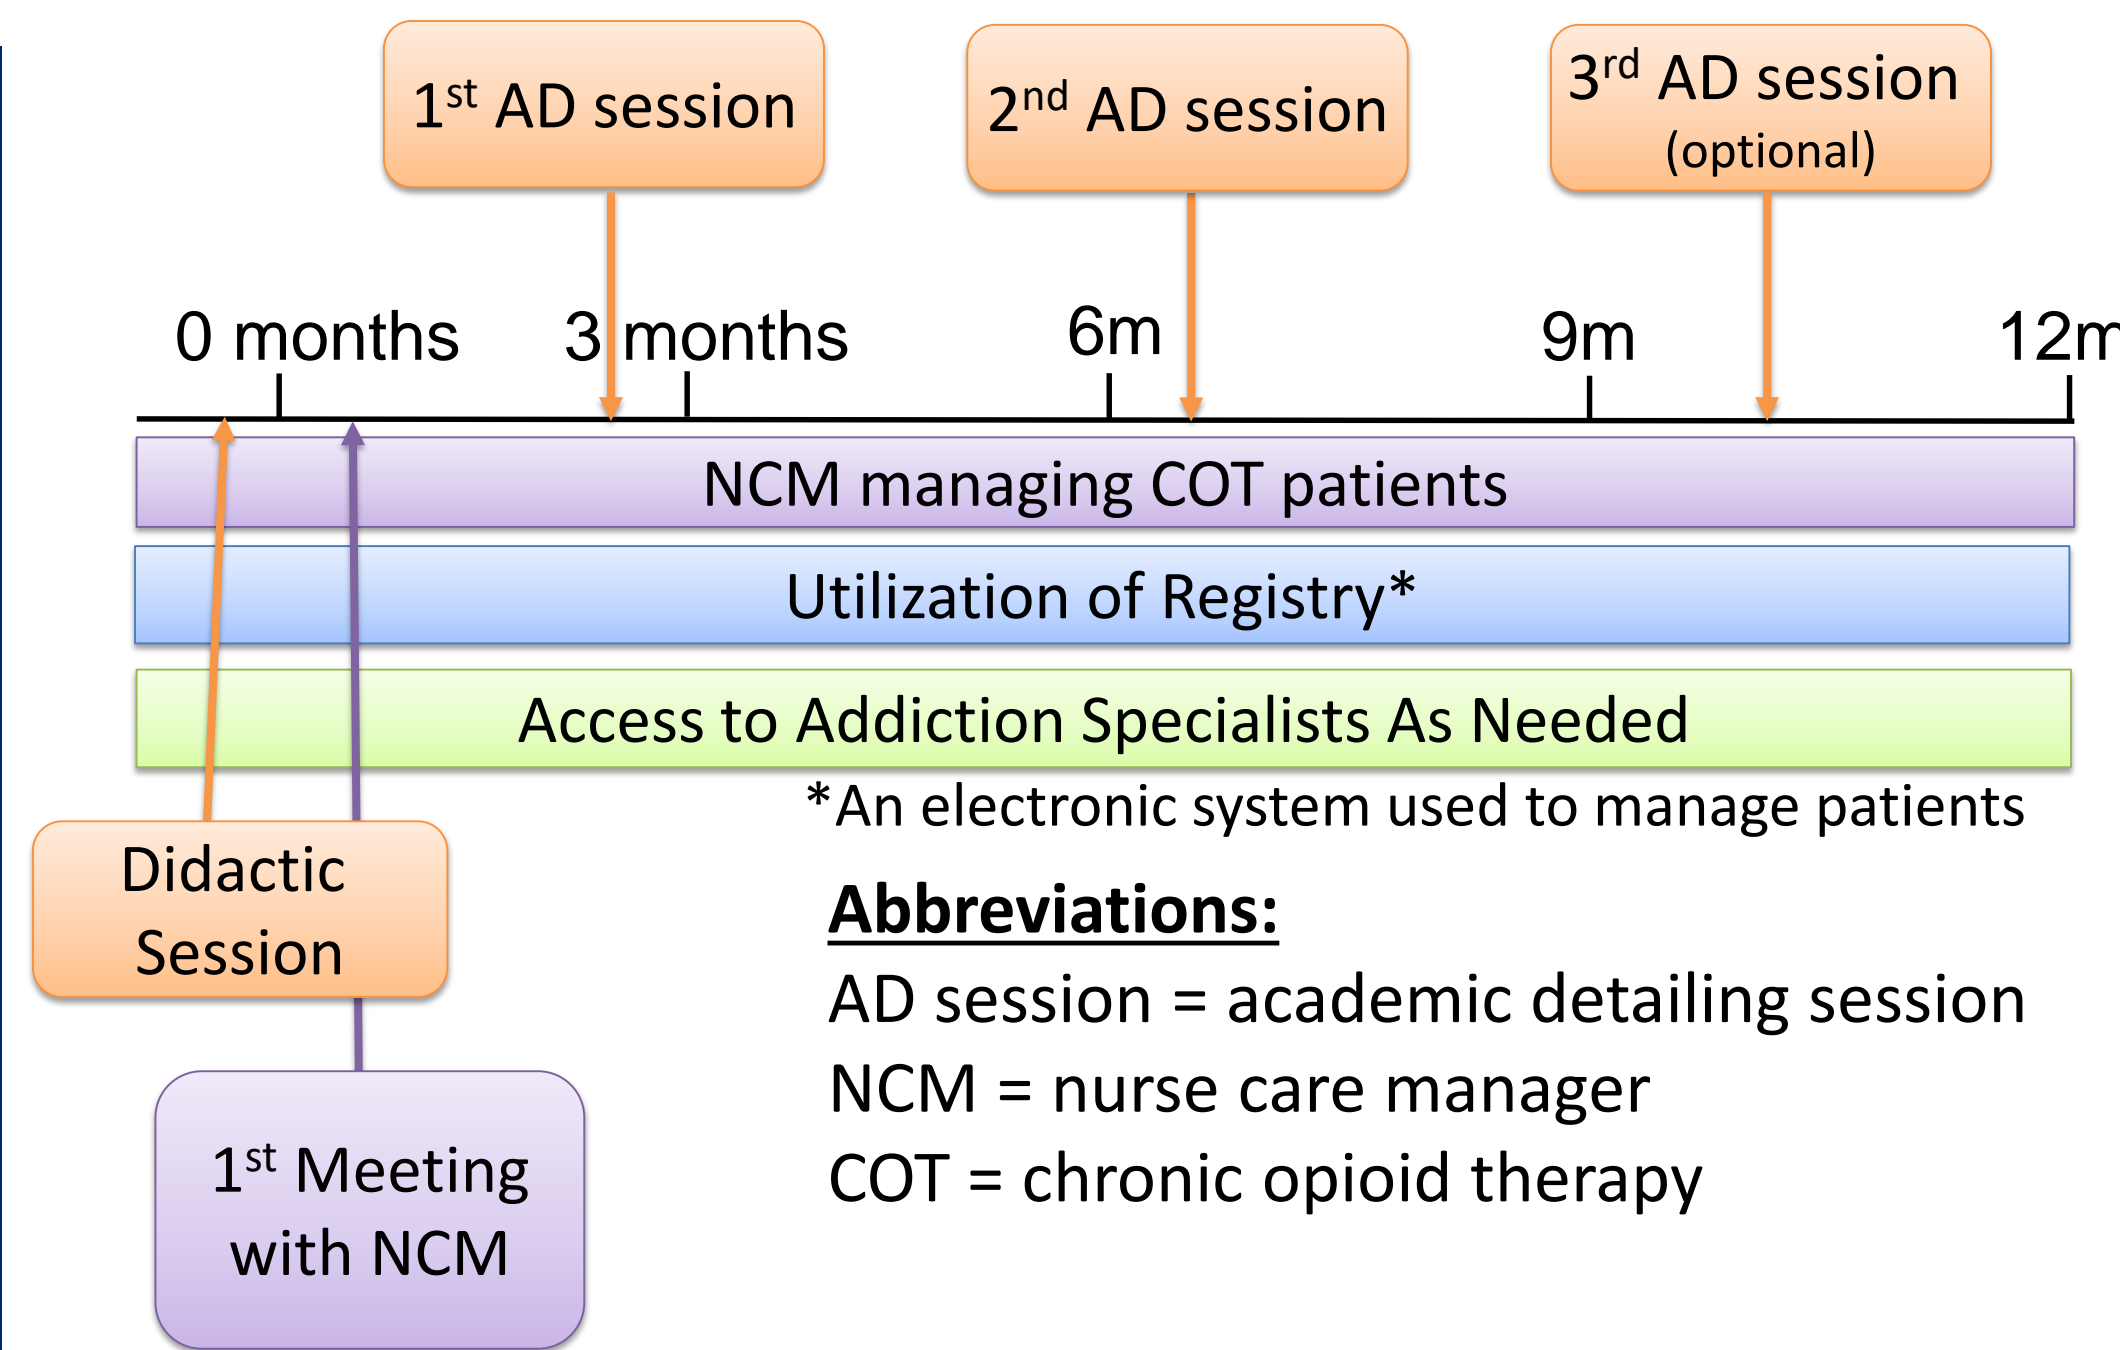 1st AD session
2nd AD session
3rd AD session
(optional)
0 months
3 months
6m
9m
12m
NCM managing COT patients
Utilization of Registry*
Access to Addiction Specialists As Needed
*An electronic system used to manage patients
Didactic
Session
1st Meeting
with NCM
Abbreviations:
AD session = academic detailing session
NCM = nurse care manager
COT = chronic opioid therapy